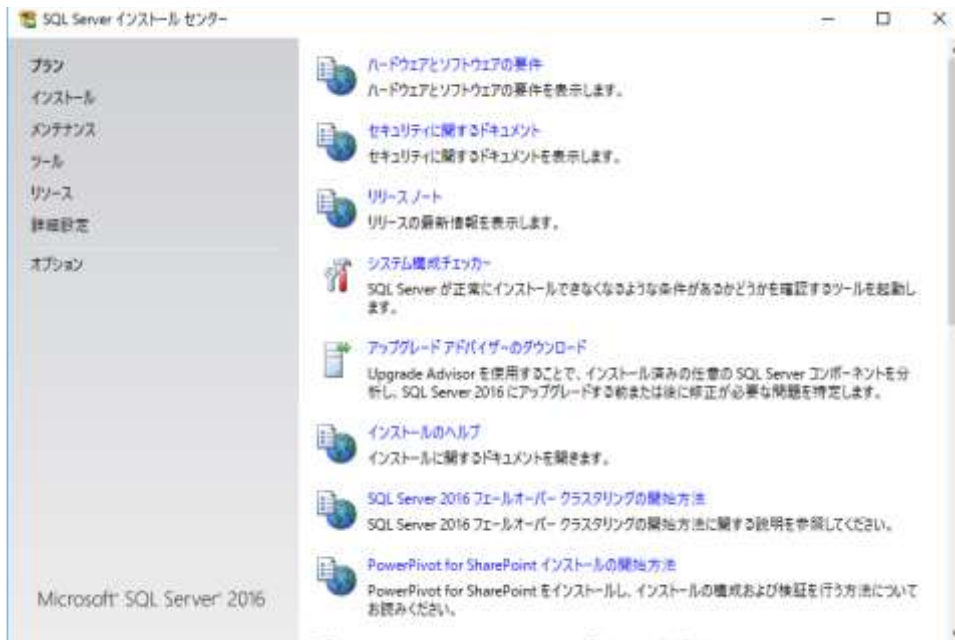 SQL Server インストール センター
プラン
インストール
メンテナンス
ツール
リソース
詳細設定
オプション
ハードウェアとソフトウェアの要件
ハードウェアとソフトウェアの要件を表示します。
セキュリティに関するドキュメント
セキュリティに関するドキュメントを表示します。
リリース ノート
リリースの最新情報を表示します。
システム構成チェッカー
SQL Server が正常にインストールできなくなるような条件があるかどうかを確認するツールを起動し
ます。
アップグレード アドバイザーのダウンロード
Upgrade Advisor を使用することで、インストール済みの任意の SQL Server コンポーネントを分
析し、SQL Server 2016 にアップグレードする前または後に修正が必要な問題を特定します。
インストールのヘルプ
インストールに関するドキュメントを開きます。
SQL Server 2016 フェールオーバー クラスタリングの開始方法
SQL Server 2016 フェールオーバー クラスタリングの開始方法に関する説明を参照してください。
PowerPivot for SharePoint インストールの開始方法
PowerPivot for SharePoint をインストールし、インストールの構成および検証を行う方法について
お読みください。
Microsoft SQL Server 2016